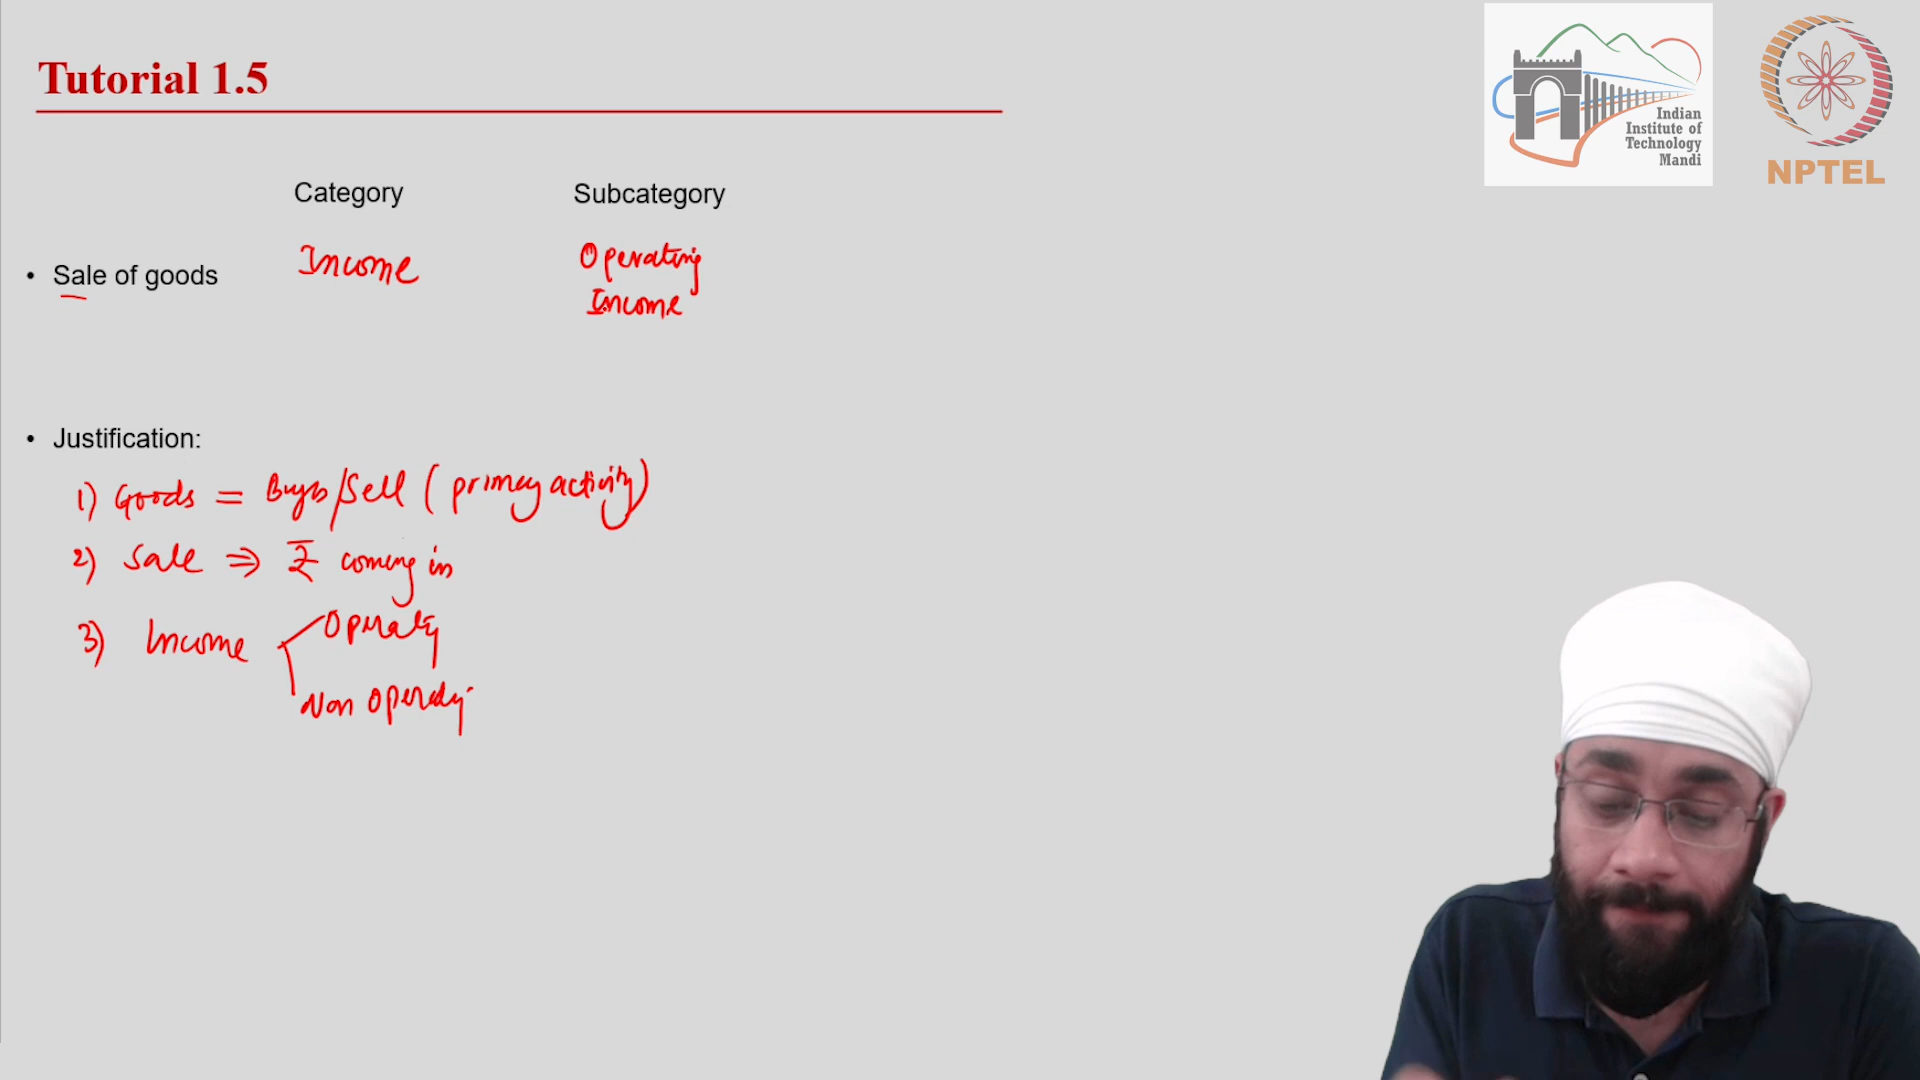 Tutorial 1.5
Indian
Institute of
Technology
Mandi
NPTEL
Category Subcategory
• Sale of goods Income Operating
Income
• Justification:
1) Goods = Buys/Sell (primary activity)
2) Sale ⇒ ₹ coming in
3) Income Operating
Non Operating